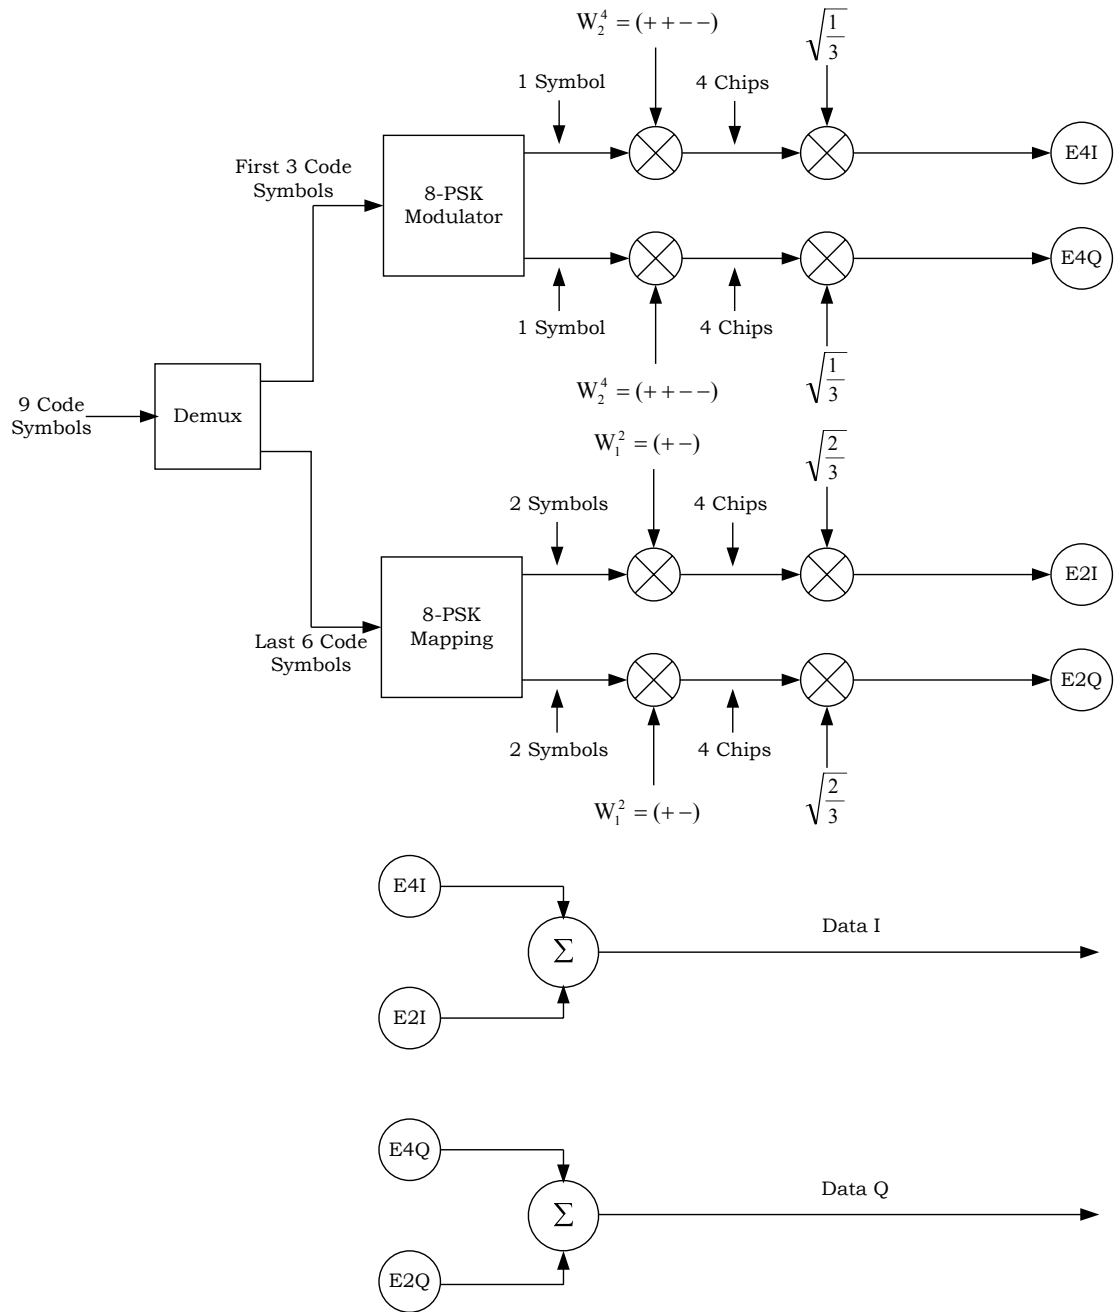 W₂⁴ = (+ + − −)
√(1/3)
1 Symbol
4 Chips
First 3 Code
Symbols
8-PSK
Modulator
E4I
E4Q
1 Symbol
4 Chips
W₂⁴ = (+ + − −)
√(1/3)
9 Code
Symbols
Demux
W₁² = (+ −)
√(2/3)
2 Symbols
4 Chips
Last 6 Code
Symbols
8-PSK
Mapping
E2I
E2Q
2 Symbols
4 Chips
W₁² = (+ −)
√(2/3)
E4I
Σ
Data I
E2I
E4Q
Σ
Data Q
E2Q